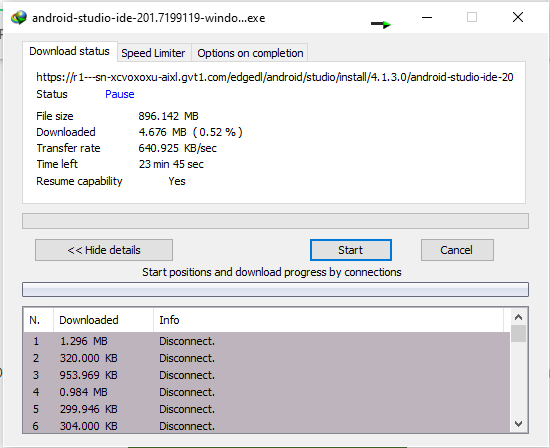 android-studio-ide-201.7199119-windo...exe
Download status Speed Limiter Options on completion
https://r1---sn-xcvoxoxu-aixl.gvt1.com/edgedl/android/studio/install/4.1.3.0/android-studio-ide-20
Status Pause
File size 896.142 MB
Downloaded 4.676 MB ( 0.52 % )
Transfer rate 640.925 KB/sec
Time left 23 min 45 sec
Resume capability Yes
<< Hide details Start Cancel
Start positions and download progress by connections
N. Downloaded Info
1 1.296 MB Disconnect.
2 320.000 KB Disconnect.
3 953.969 KB Disconnect.
4 0.984 MB Disconnect.
5 299.946 KB Disconnect.
6 304.000 KB Disconnect.